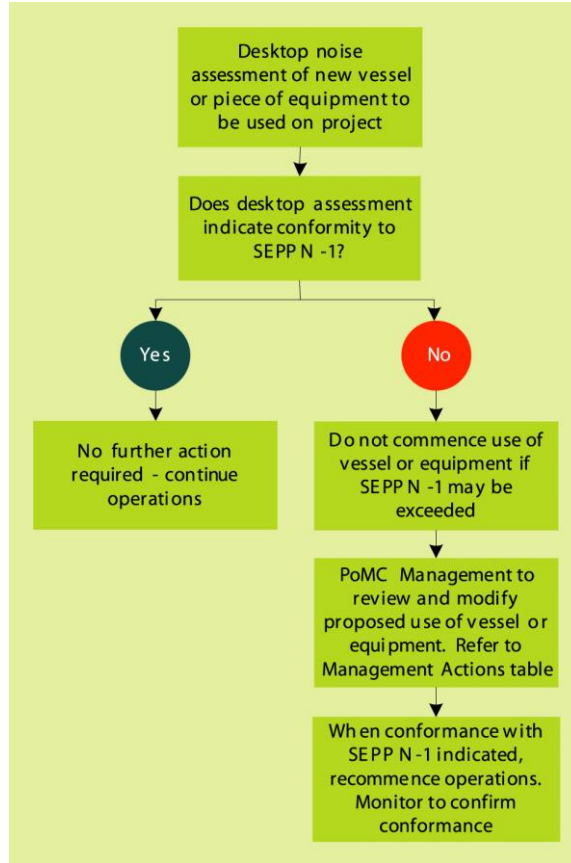 Desktop noise
assessment of new vessel
or piece of equipment to
be used on project
Does desktop assessment
indicate conformity to
SEPP N -1?
Yes
No
No further action
required - continue
operations
Do not commence use of
vessel or equipment if
SEPP N -1 may be
exceeded
PoMC Management to
review and modify
proposed use of vessel or
equipment. Refer to
Management Actions table
When conformance with
SEPP N-1 indicated,
recommence operations.
Monitor to confirm
conformance